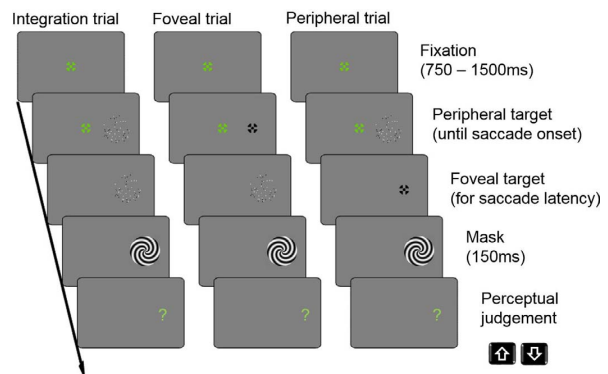 Integration trial
Foveal trial
Peripheral trial
Fixation
(750 – 1500ms)
Peripheral target
(until saccade onset)
Foveal target
(for saccade latency)
Mask
(150ms)
? ? ?
Perceptual
judgement